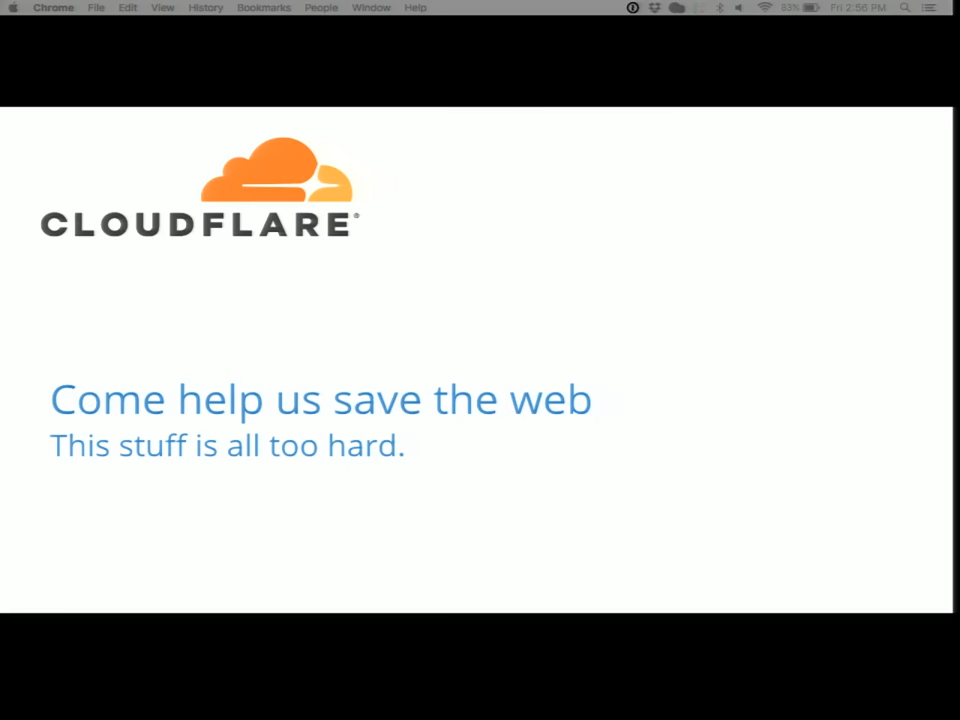 Chrome File Edit View History Bookmarks People Window Help 83% Fri 2:56 PM
CLOUDFLARE®
Come help us save the web
This stuff is all too hard.